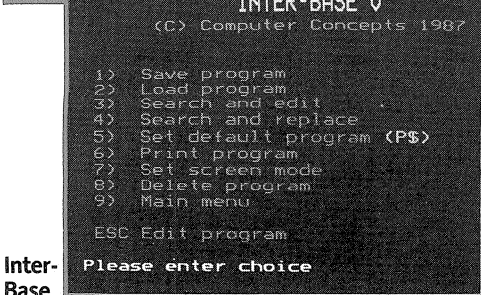 INTER-BASE V
(C) Computer Concepts 1987
1) Save program
2) Load program
3) Search and edit
4) Search and replace
5) Set default program (P$)
6) Print program
7) Set screen mode
8) Delete program
9) Main menu
ESC Edit program
Please enter choice
Inter-
Base